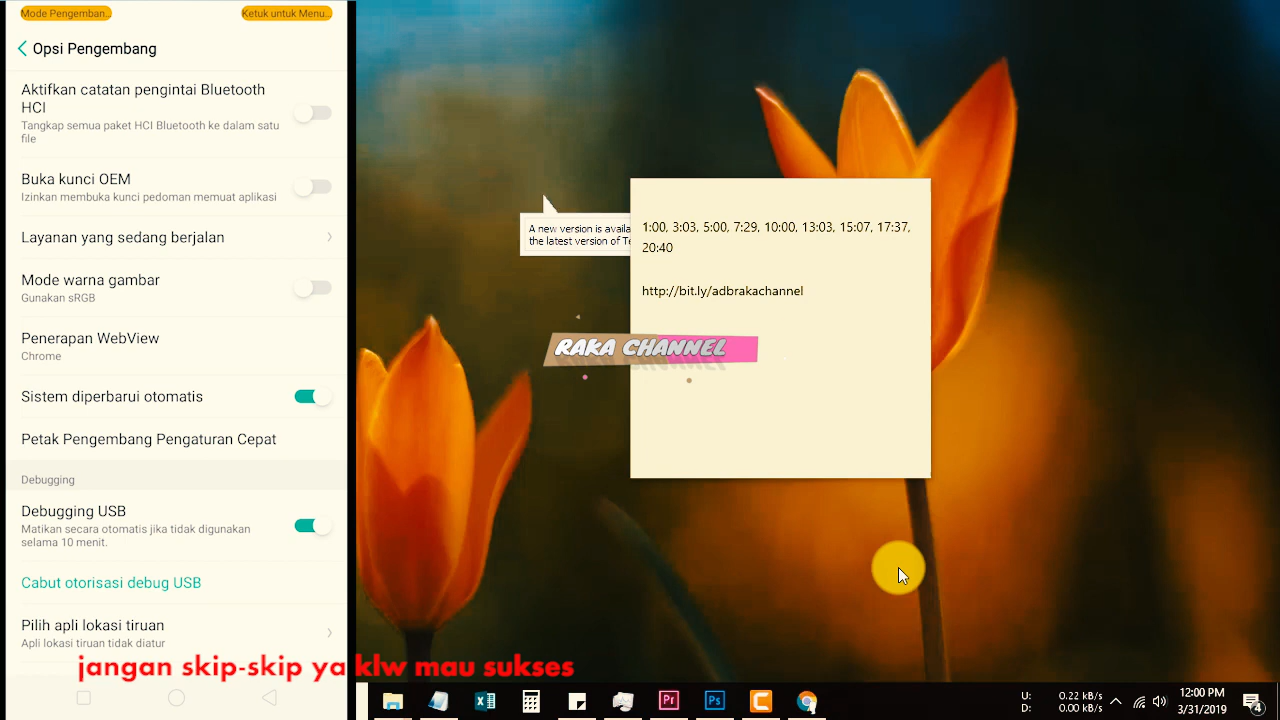 Mode Pengemban...
Ketuk untuk Menu...
Opsi Pengembang
Aktifkan catatan pengintai Bluetooth
HCI
Tangkap semua paket HCI Bluetooth ke dalam satu
file
Buka kunci OEM
Izinkan membuka kunci pedoman memuat aplikasi
Layanan yang sedang berjalan
Mode warna gambar
Gunakan sRGB
Penerapan WebView
Chrome
Sistem diperbarui otomatis
Petak Pengembang Pengaturan Cepat
Debugging
Debugging USB
Matikan secara otomatis jika tidak digunakan
selama 10 menit.
Cabut otorisasi debug USB
Pilih apli lokasi tiruan
Apli lokasi tiruan tidak diatur
A new version is availa
the latest version of Te
1:00, 3:03, 5:00, 7:29, 10:00, 13:03, 15:07, 17:37,
20:40
http://bit.ly/adbrakachannel
RAKA CHANNEL
jangan skip-skip ya klw mau sukses
Pr
Ps
U: 0.22 kB/s
D: 0.00 kB/s
12:00 PM
3/31/2019
4